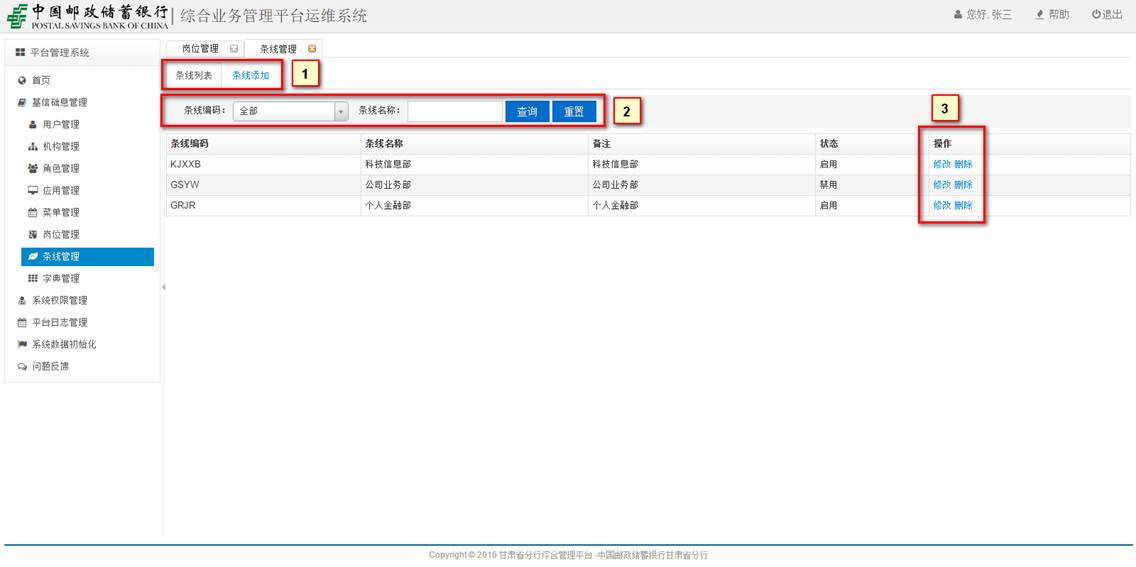 中国邮政储蓄银行 | 综合业务管理平台运维系统
POSTAL SAVINGS BANK OF CHINA
您好, 张三 帮助 退出
平台管理系统
首页
基信础息管理
用户管理
机构管理
角色管理
应用管理
菜单管理
岗位管理
条线管理
字典管理
系统权限管理
平台日志管理
系统数据初始化
问题反馈
岗位管理 条线管理
条线列表 条线添加 1
条线编码: 全部 条线名称: 查询 重置 2
3
条线编码 条线名称 备注 状态 操作
KJXXB 科技信息部 科技信息部 启用 修改 删除
GSYW 公司业务部 公司业务部 禁用 修改 删除
GRJR 个人金融部 个人金融部 启用 修改 删除
Copyright © 2016 甘肃省分行综合管理平台 -中国邮政储蓄银行甘肃省分行